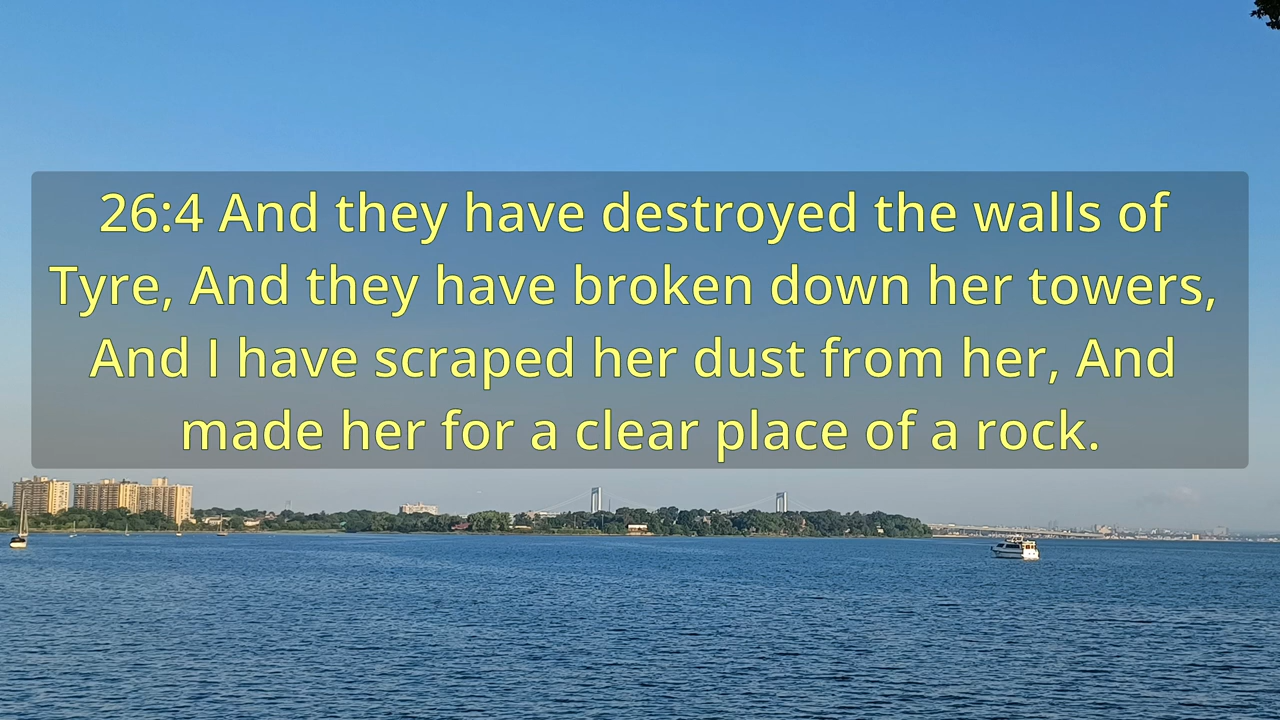 26:4 And they have destroyed the walls of
Tyre, And they have broken down her towers,
And I have scraped her dust from her, And
made her for a clear place of a rock.